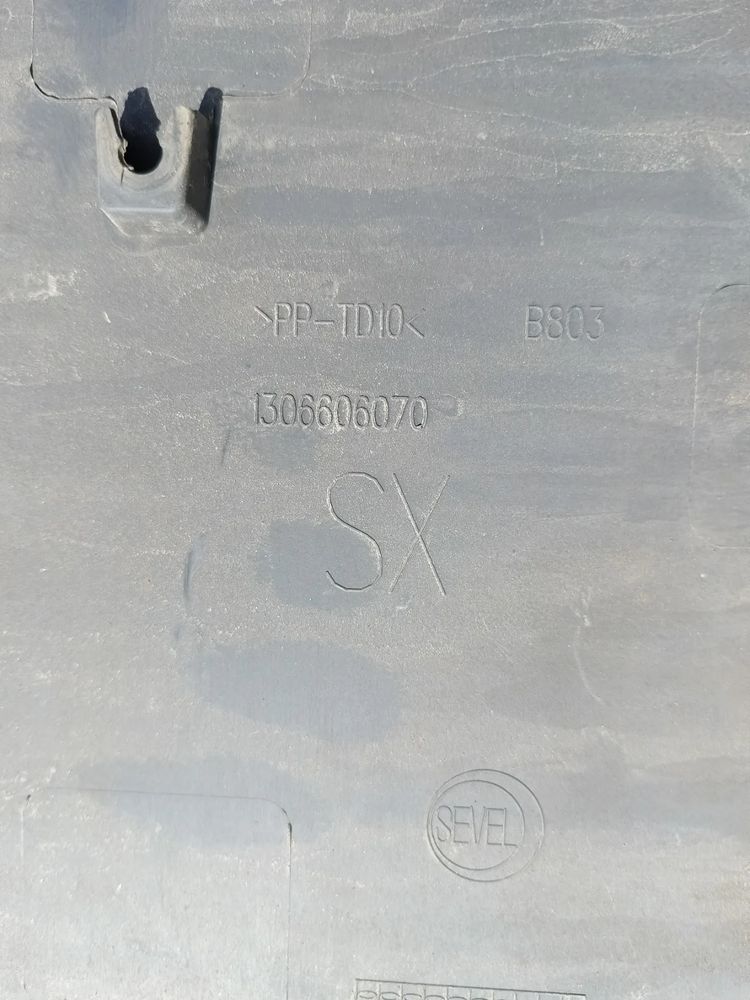 >PP-TD10< B803
1306606070
SX
SEVEL